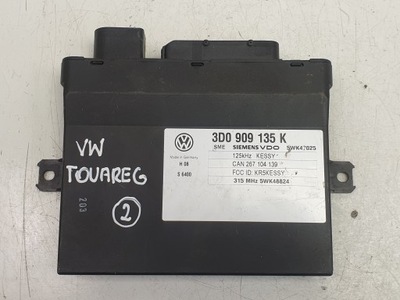 3D0 909 135 K
Made in Germany
SME SIEMENS VDO 5WK47025
H 08
125kHz KESSY
CAN 267 104 139
S 6400
FCC ID: KR5KESSY
315 MHz 5WK48824
VW
TOUAREG
203
2